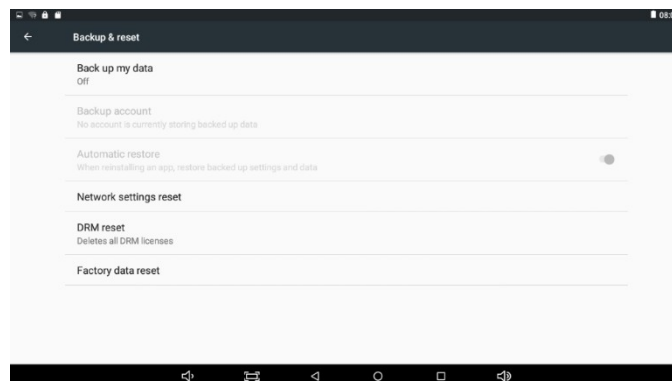 08:
Backup & reset
Back up my data
Off
Backup account
No account is currently storing backed up data
Automatic restore
When reinstalling an app, restore backed up settings and data
Network settings reset
DRM reset
Deletes all DRM licenses
Factory data reset